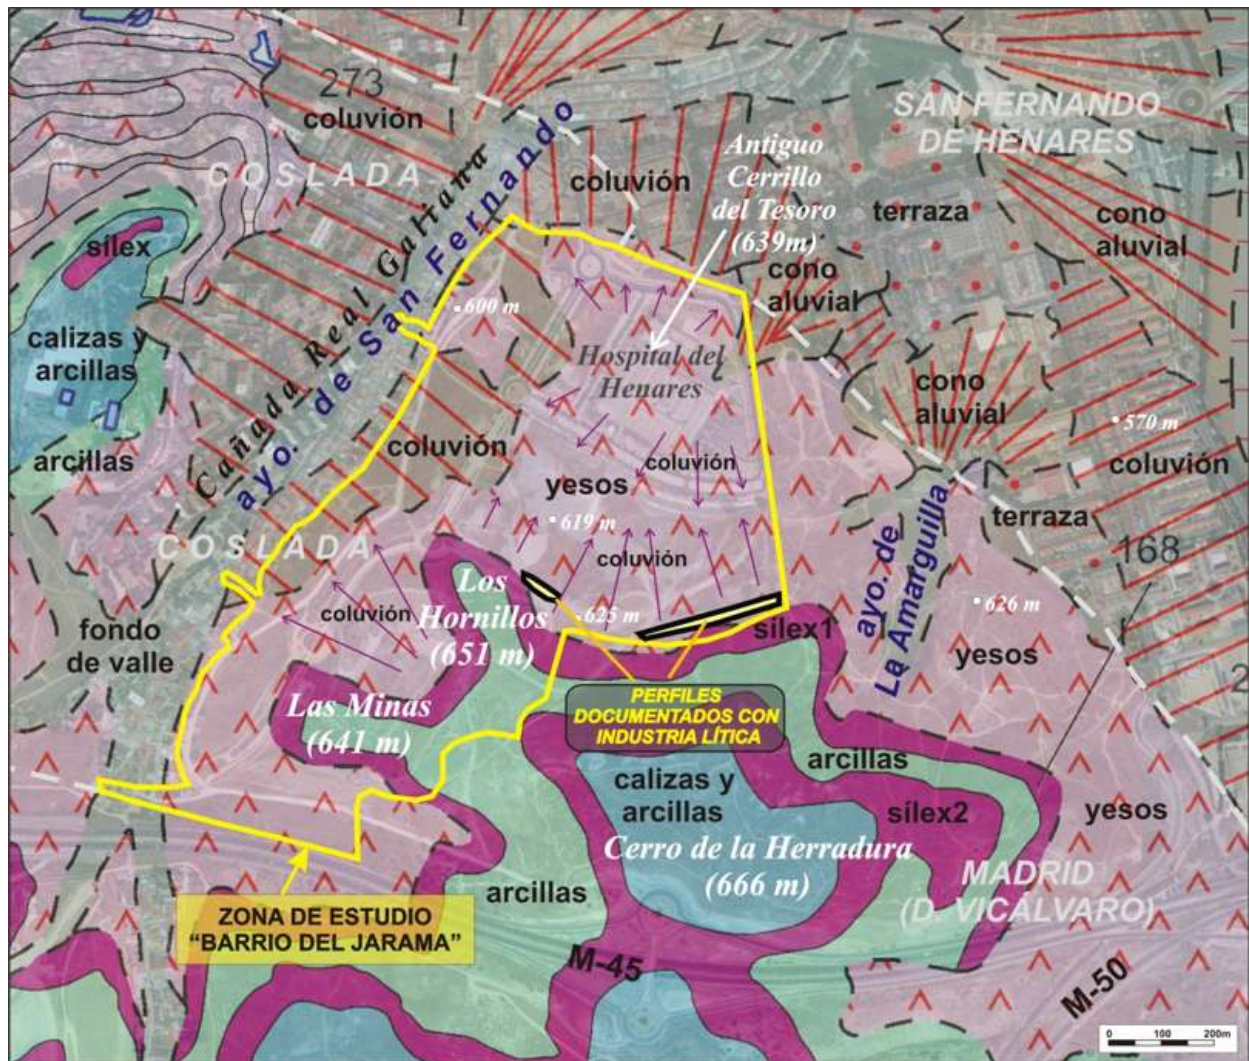 273
coluvión
COSLADA
Cañada Real Galiana
ayo. de San Fernando
coluvión
Antiguo
Cerrillo
del Tesoro
(639m)
SAN FERNANDO
DE HENARES
terraza
cono
aluvial
cono
aluvial
sílex
calizas y
arcillas
arcillas
600 m
Hospital del
Henares
cono
aluvial
570 m
coluvión
coluvión
coluvión
yesos
619 m
coluvión
terraza
168
COSLADA
ayo. de
La Amarguilla
626 m
yesos
Los
Hornillos
(651 m)
coluvión
625 m
sílex1
fondo
de valle
Las Minas
(641 m)
PERFILES
DOCUMENTADOS CON
INDUSTRIA LÍTICA
2
arcillas
calizas y
arcillas
sílex2
yesos
Cerro de la Herradura
(666 m)
MADRID
(D. VICÁLVARO)
arcillas
ZONA DE ESTUDIO
“BARRIO DEL JARAMA”
M-45
M-50
0 100 200m